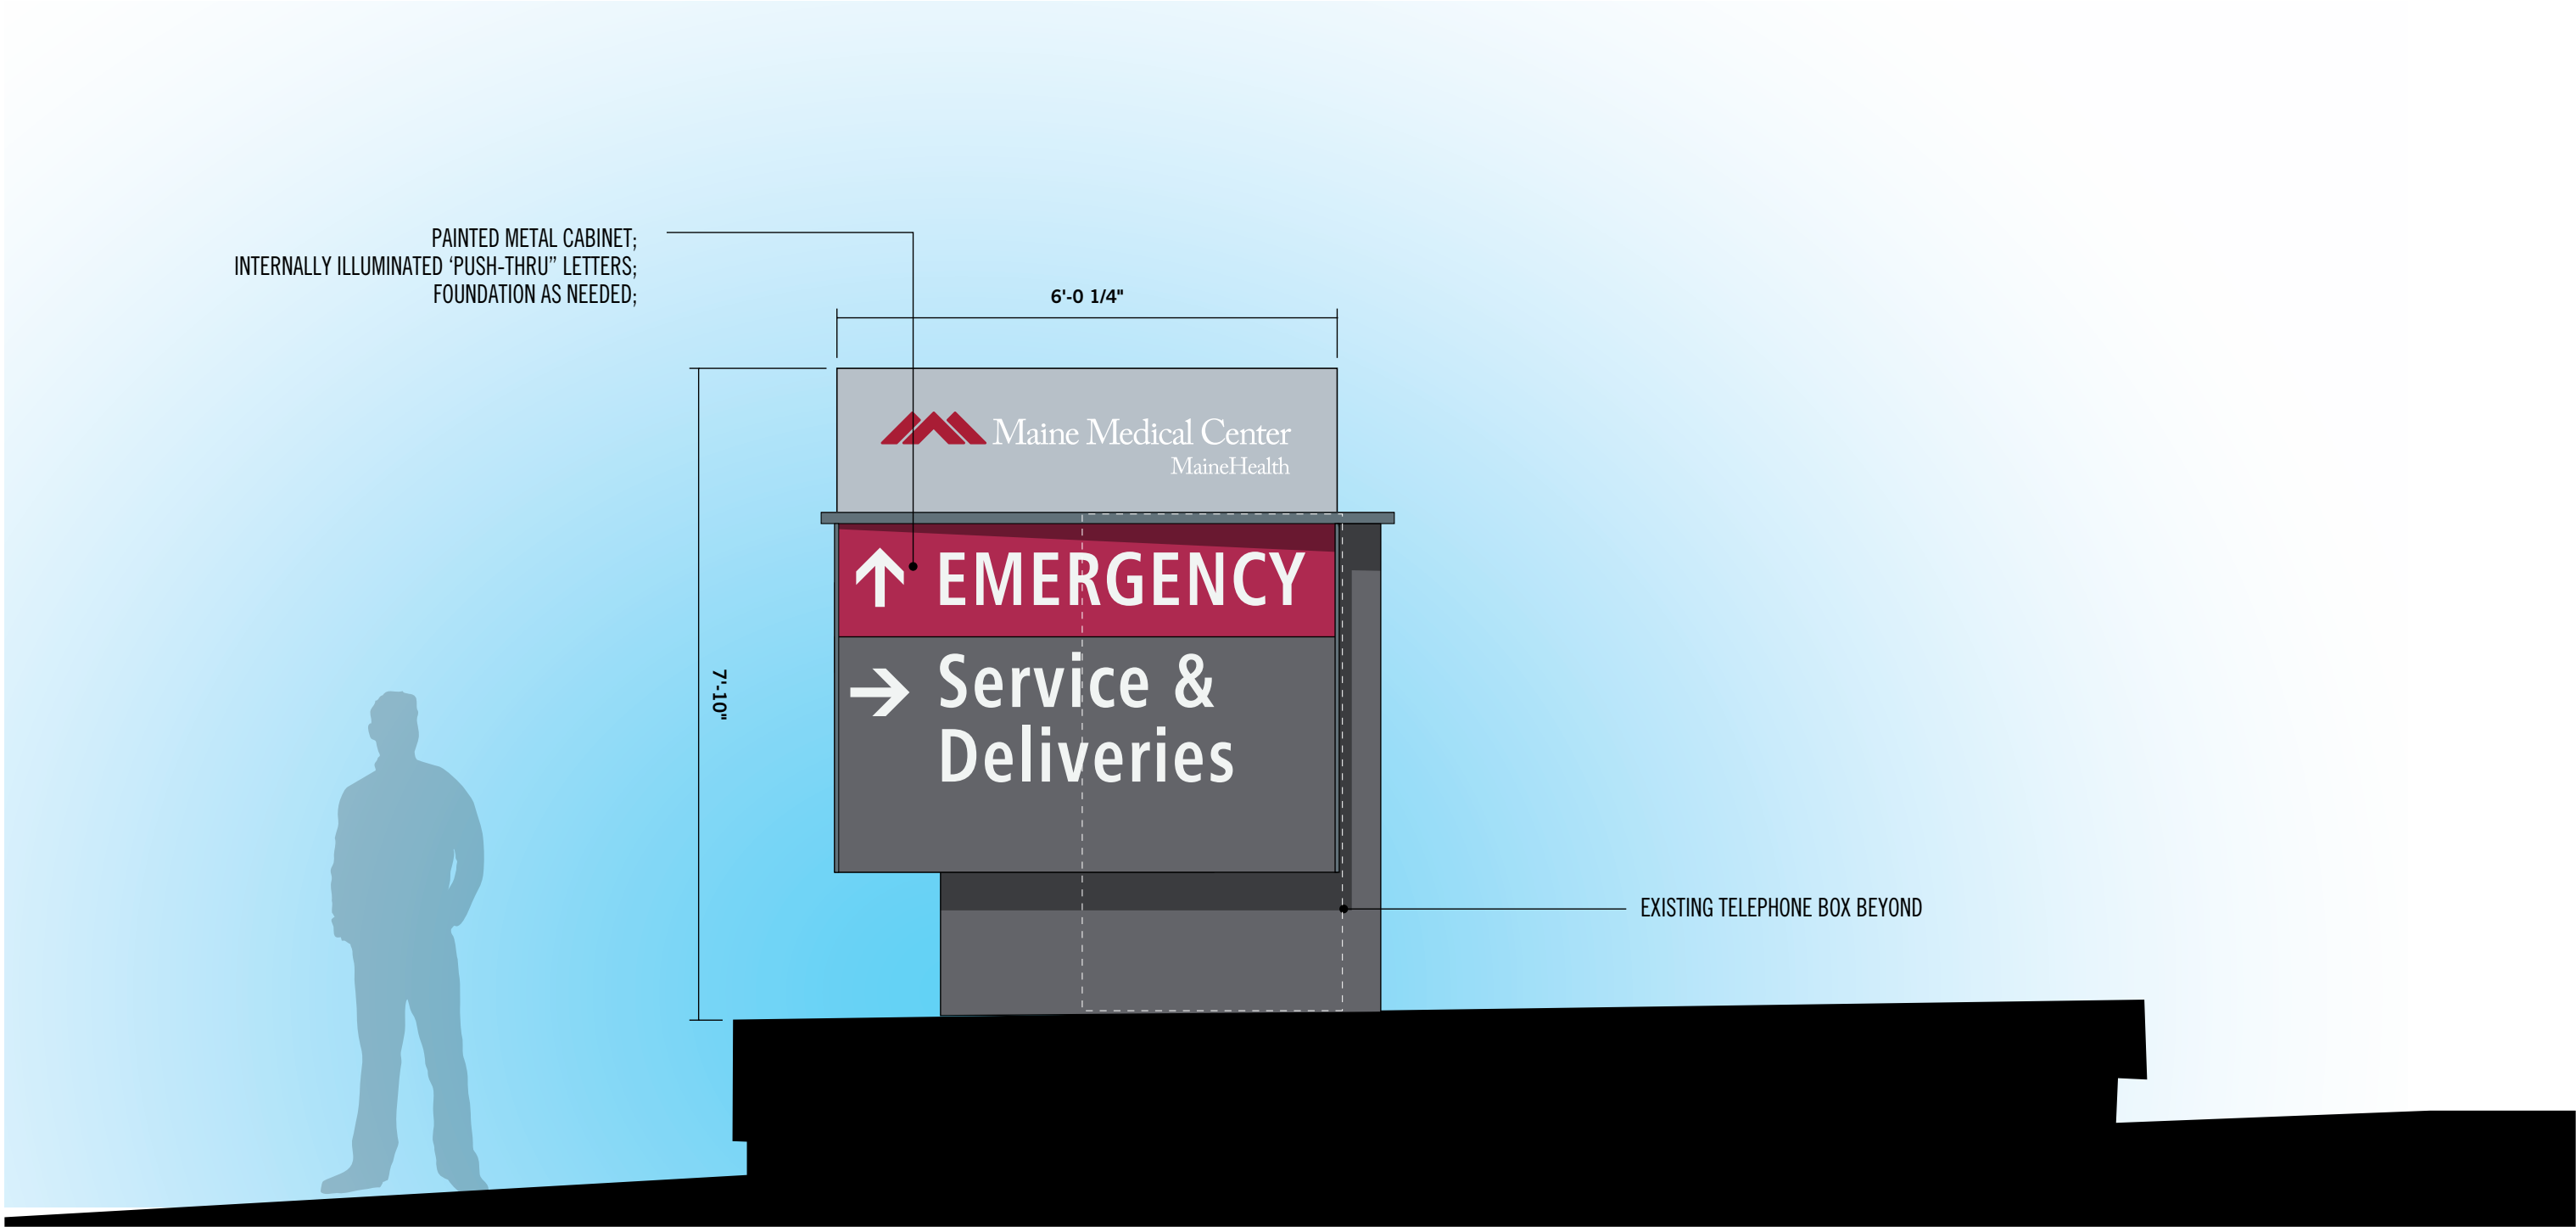 PAINTED METAL CABINET;
INTERNALLY ILLUMINATED ‘PUSH-THRU” LETTERS;
FOUNDATION AS NEEDED;
6'-0 1/4"
Maine Medical Center
MaineHealth
EMERGENCY
7'-10"
Service &
Deliveries
EXISTING TELEPHONE BOX BEYOND